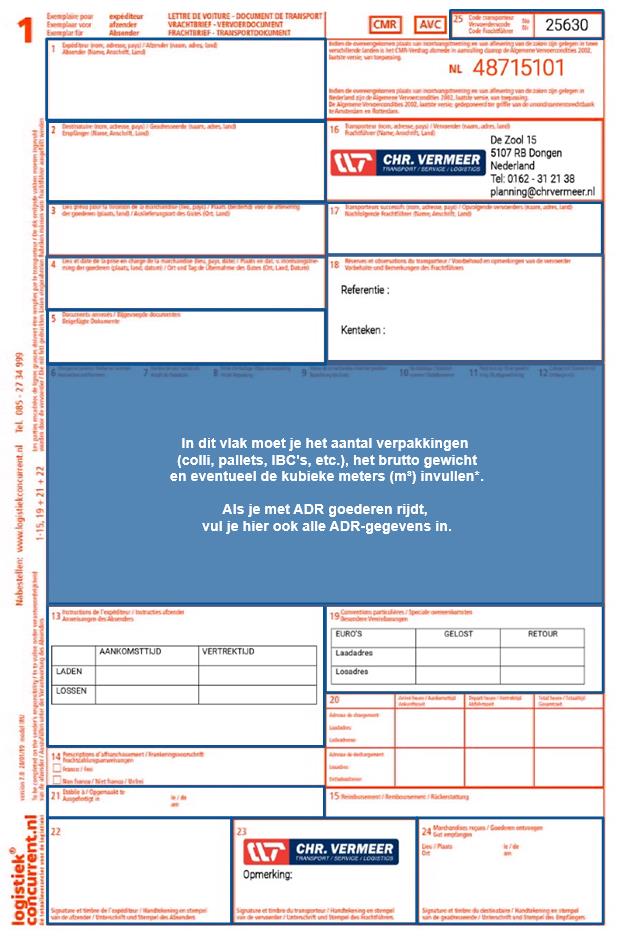 1
Exemplaire pour
Exemplaar voor
Exemplar für
expéditeur
afzender
Absender
LETTRE DE VOITURE - DOCUMENT DE TRANSPORT
VRACHTBRIEF - VERVOERDOCUMENT
FRACHTBRIEF - TRANSPORTDOKUMENT
CMR
AVC
25 Code transporteur No
Vervoerderscode Nr
Code Frachtführer Nr
25630
1 Expéditeur (nom, adresse, pays) / Afzender (naam, adres, land)
Absender (Name, Anschrift, Land)
NL 48715101
2 Destinataire (nom, adresse, pays) / Geadresseerde (naam, adres, land)
Empfänger (Name, Anschrift, Land)
16 Transporteur (nom, adresse, pays) / Vervoerder (naam, adres, land)
Frachtführer (Name, Anschrift, Land)
CHR. VERMEER
TRANSPORT / SERVICE / LOGISTICS
De Zool 15
5107 RB Dongen
Nederland
Tel: 0162 - 31 21 38
planning@chrvermeer.nl
3 Lieu prévu pour la livraison de la marchandise (lieu, pays) / Plaats (bestemd) voor de aflevering
der goederen (plaats, land) / Auslieferungsort des Gutes (Ort, Land)
17 Transporteurs successifs (nom, adresse, pays) / Opvolgende vervoerders (naam, adres, land)
Nachfolgende Frachtführer (Name, Anschrift, Land)
4 Lieu et date de la prise en charge de la marchandise (lieu, pays, date) / Plaats en dat. v. inontvangstne-
ming der goederen (plaats, land, datum) / Ort und Tag der Übernahme des Gutes (Ort, Land, Datum)
18 Réserves et observations du transporteur / Voorbehoud en opmerkingen van de vervoerder
Vorbehalte und Bemerkungen des Frachtführers
Referentie :
Kenteken :
5 Documents annexés / Bijgevoegde documenten
Beigefügte Dokumente
6
7
8
9
10
11
12
In dit vlak moet je het aantal verpakkingen
(colli, pallets, IBC's, etc.), het brutto gewicht
en eventueel de kubieke meters (m³) invullen*.
Als je met ADR goederen rijdt,
vul je hier ook alle ADR-gegevens in.
13 Instructions de l'expéditeur / Instructies afzender
Anweisungen des Absenders
AANKOMSTTIJD VERTREKTIJD
LADEN
LOSSEN
19 Conventions particulières / Speciale overeenkomsten
Besondere Vereinbarungen
EURO'S GELOST RETOUR
Laadadres
Losadres
20
14 Prescriptions d'affranchissement / Frankeringsvoorschrift
Frachtzahlungsanweisungen
Franco / Frei
Non franco / Niet franco / Unfrei
21 Etablie à / Opgemaakt te
Ausgefertigt in
le / de
am
15 Remboursement / Rembours / Rückerstattung
22
Signature et timbre de l'expéditeur / Handtekening en stempel
van de afzender / Unterschrift und Stempel des Absenders
23
CHR. VERMEER
TRANSPORT / SERVICE / LOGISTICS
Opmerking:
Signature et timbre du transporteur / Handtekening en stempel
van de vervoerder / Unterschrift und Stempel des Frachtführers
24 Marchandises reçues / Goederen ontvangen
Gut empfangen
Lieu / Plaats
Ort
le / de
am
Signature et timbre du destinataire / Handtekening en stempel
van de geadresseerde / Unterschrift und Stempel des Empfängers
Nabestellen: www.logistiekconcurrent.nl Tel. 085 - 27 34 999
1-15, 19 + 21 + 22
logistiek
concurrent.nl